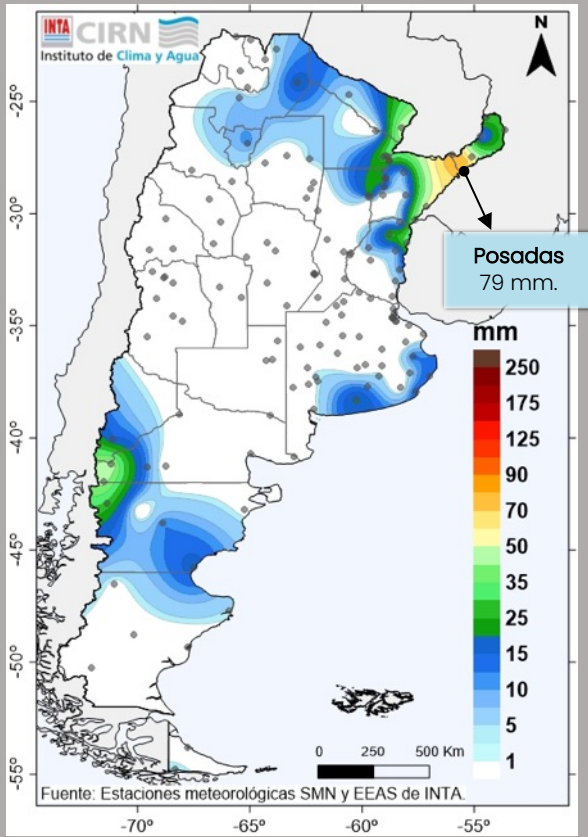 INTA
CIRN
Instituto de Clima y Agua
N
-25°
-30°
-35°
-40°
-45°
-50°
-55°
Posadas
79 mm.
mm
250
175
125
90
70
50
35
25
15
10
5
1
0 250 500 Km
Fuente: Estaciones meteorológicas SMN y EEAS de INTA.
-70° -65° -60° -55°